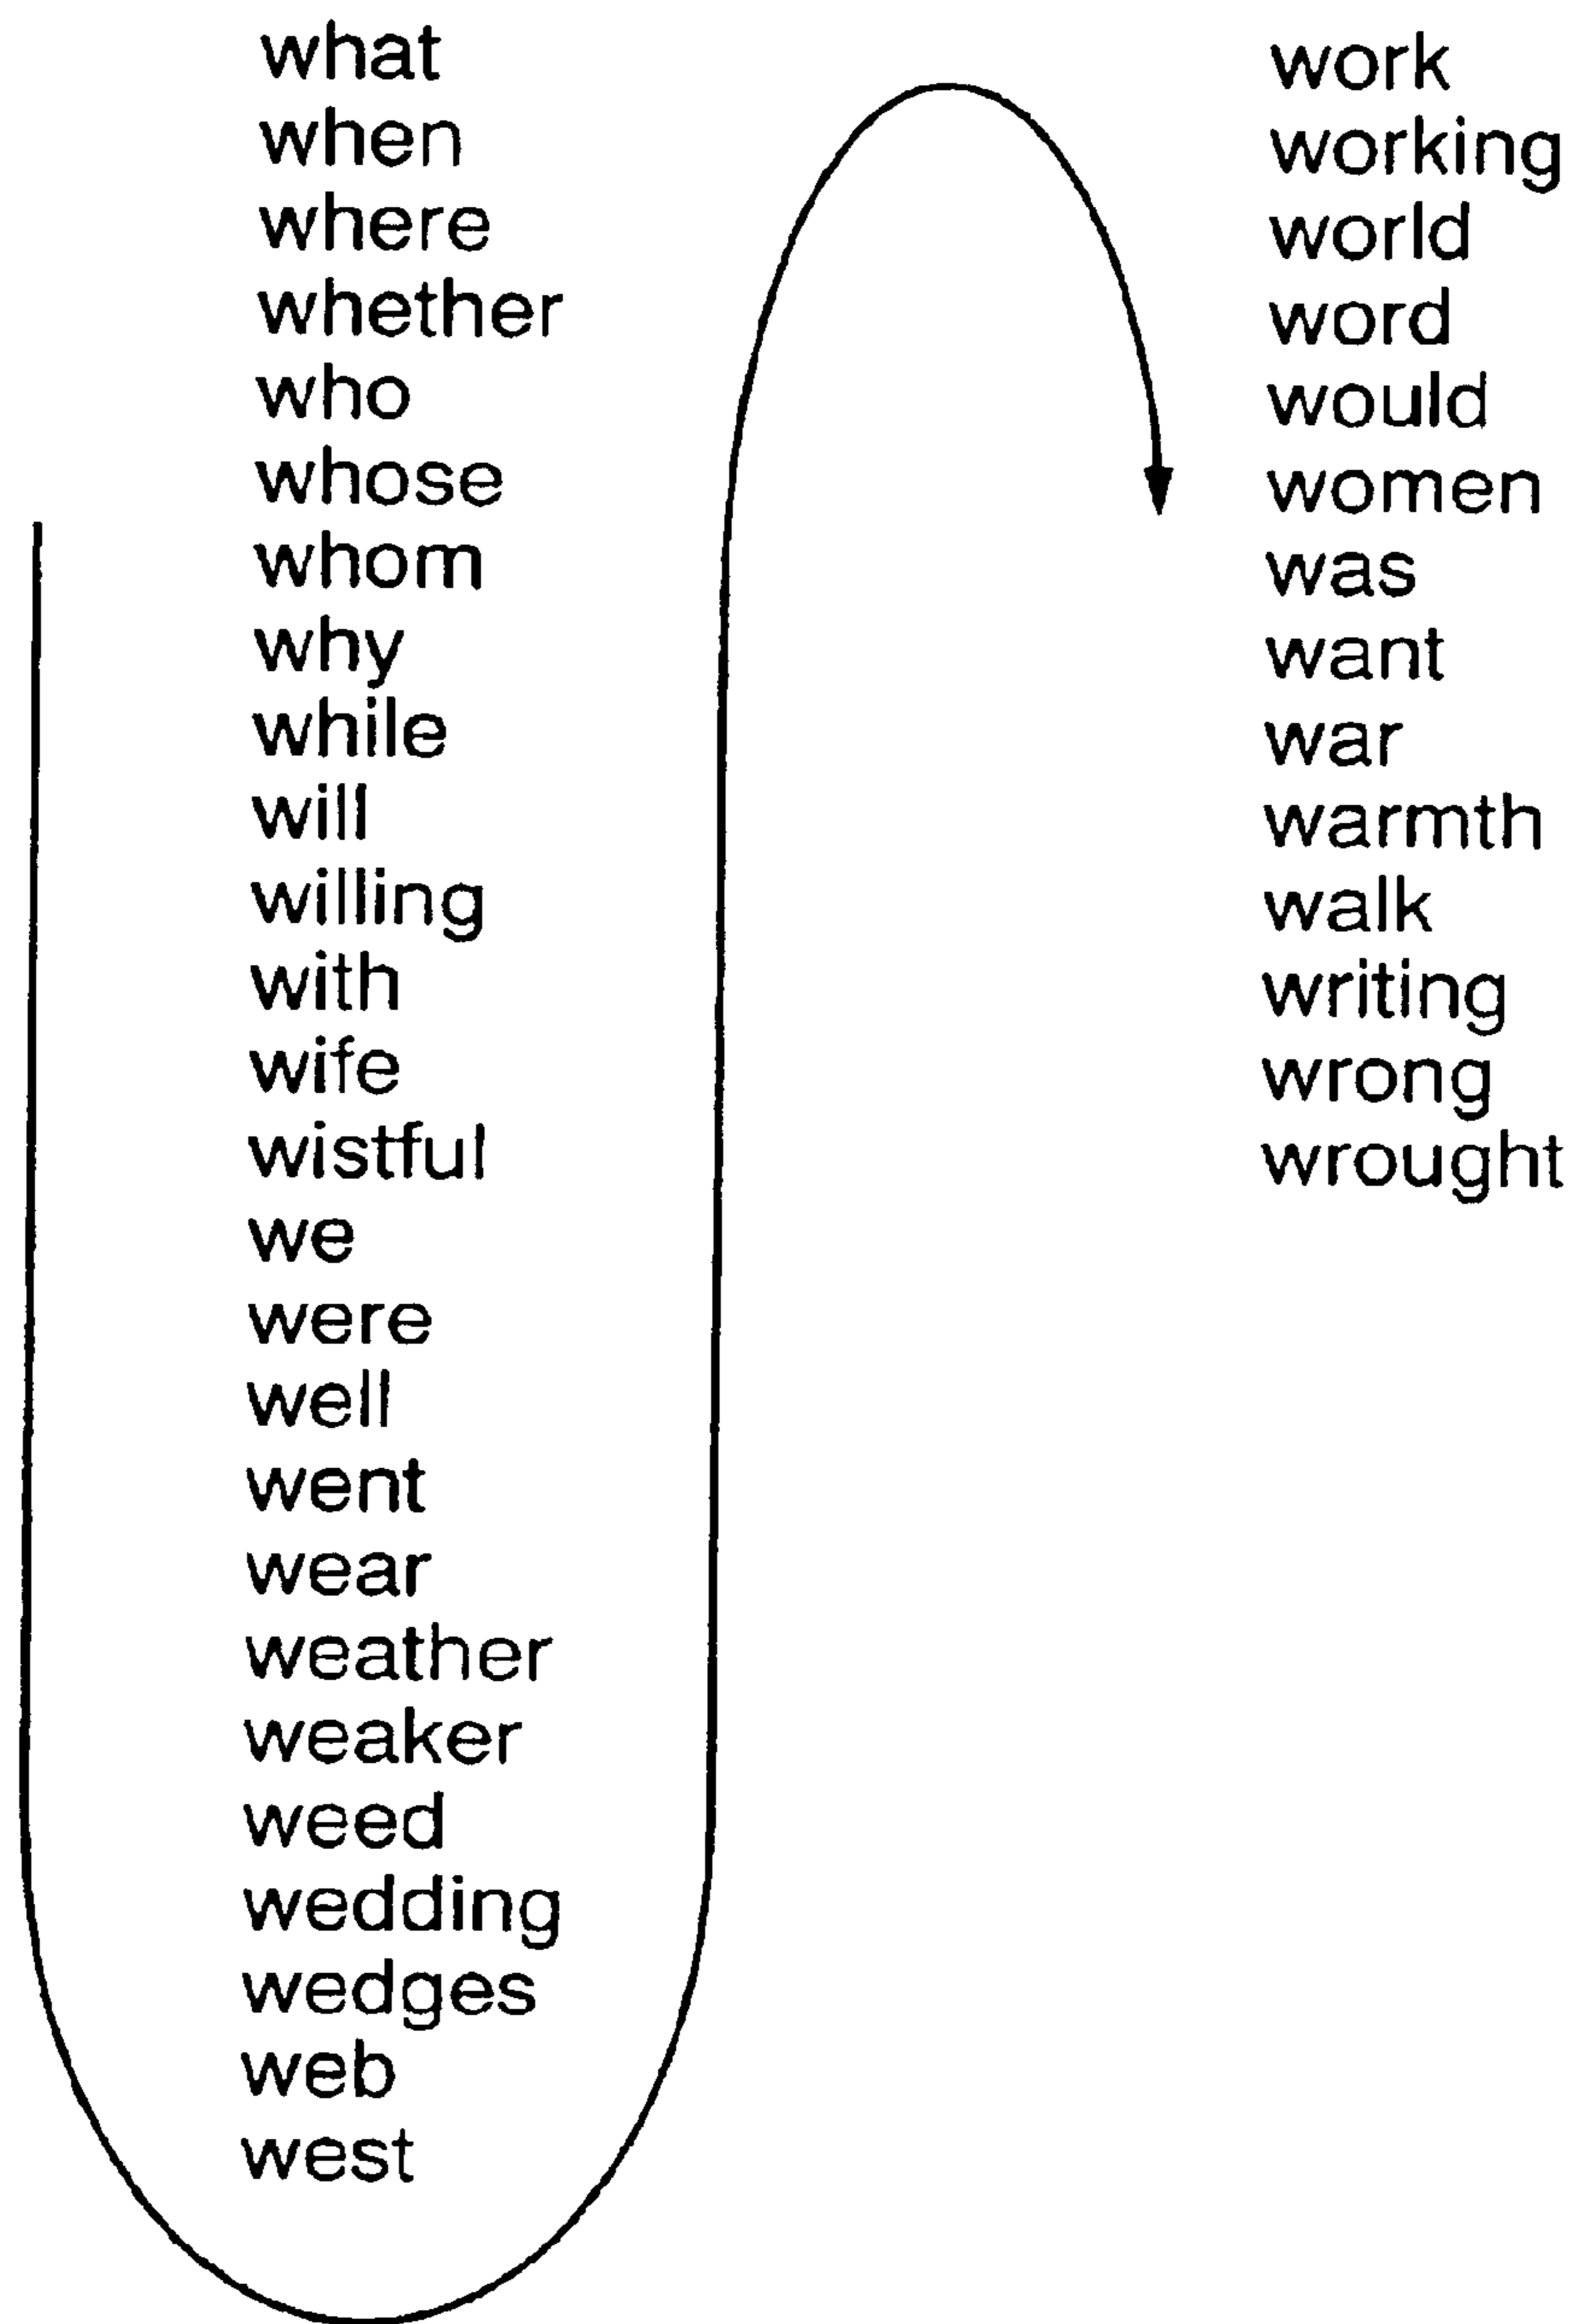 what
when
where
whether
who
whose
whom
why
while
will
willing
with
wife
wistful
we
were
well
went
wear
weather
weaker
weed
wedding
wedges
web
west
work
working
world
word
would
women
was
want
war
warmth
walk
writing
wrong
wrought